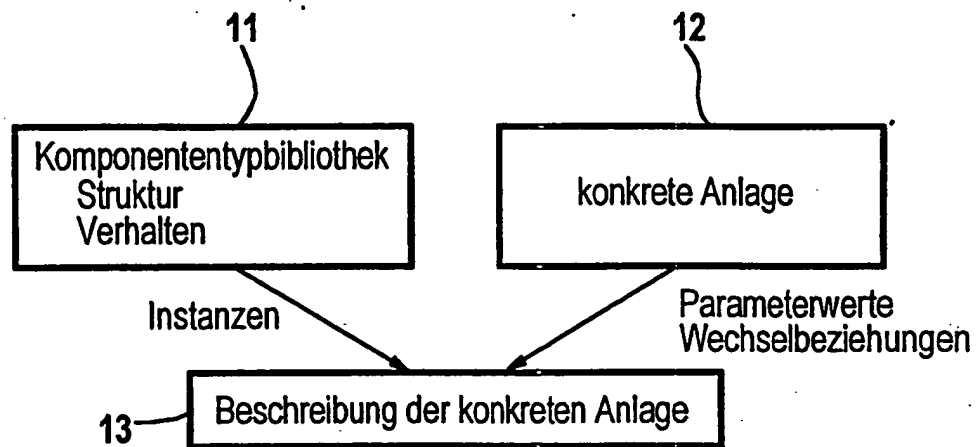 11
12
Komponententypbibliothek
Struktur
Verhalten
konkrete Anlage
Instanzen
Parameterwerte
Wechselbeziehungen
Beschreibung der konkreten Anlage
13